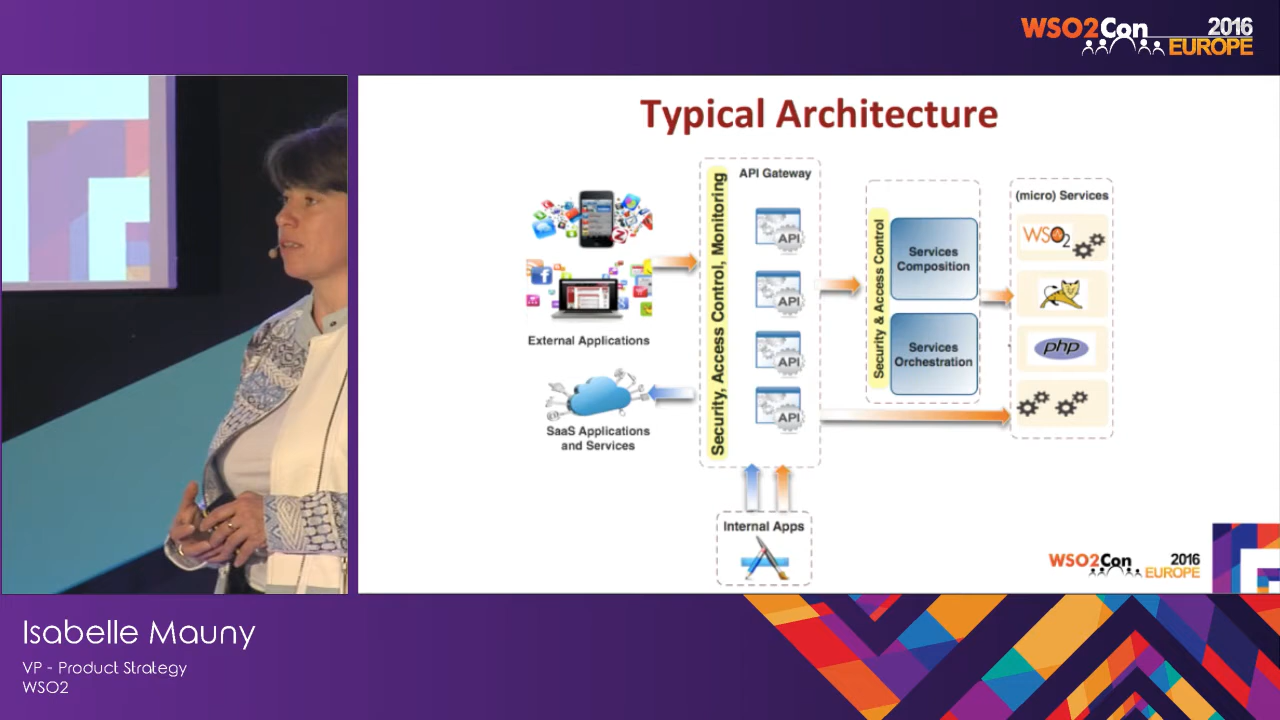 WSO2Con 2016
EUROPE
Typical Architecture
Security, Access Control, Monitoring
API Gateway
API
API
API
API
External Applications
SaaS Applications
and Services
Internal Apps
Security & Access Control
Services
Composition
Services
Orchestration
(micro) Services
WSO2
php
WSO2Con 2016
EUROPE
Isabelle Mauny
VP - Product Strategy
WSO2